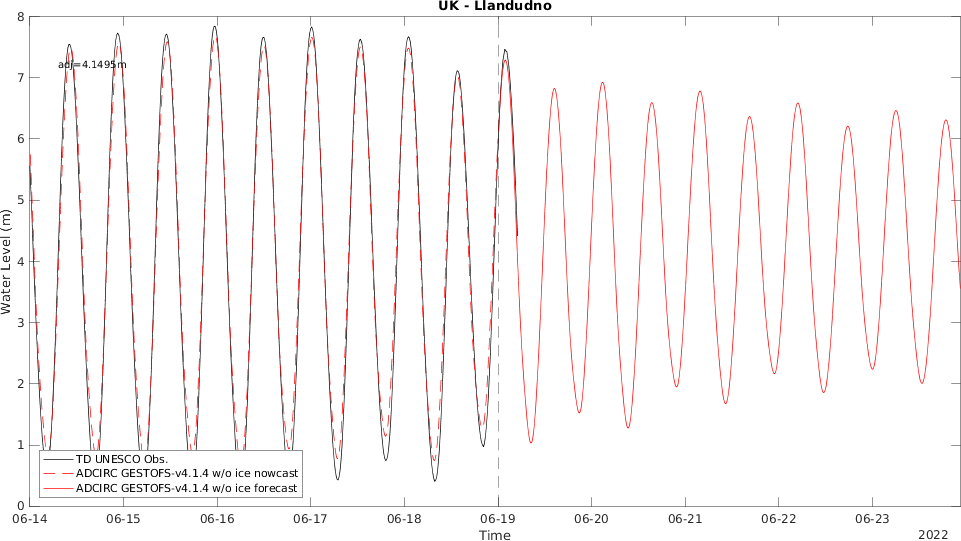 UK - Llandudno
8
7
6
5
4
3
2
1
0
adj=4.1495m
Water Level (m)
TD UNESCO Obs.
ADCIRC GESTOFS-v4.1.4 w/o ice nowcast
ADCIRC GESTOFS-v4.1.4 w/o ice forecast
06-14 06-15 06-16 06-17 06-18 06-19 06-20 06-21 06-22 06-23
Time
2022